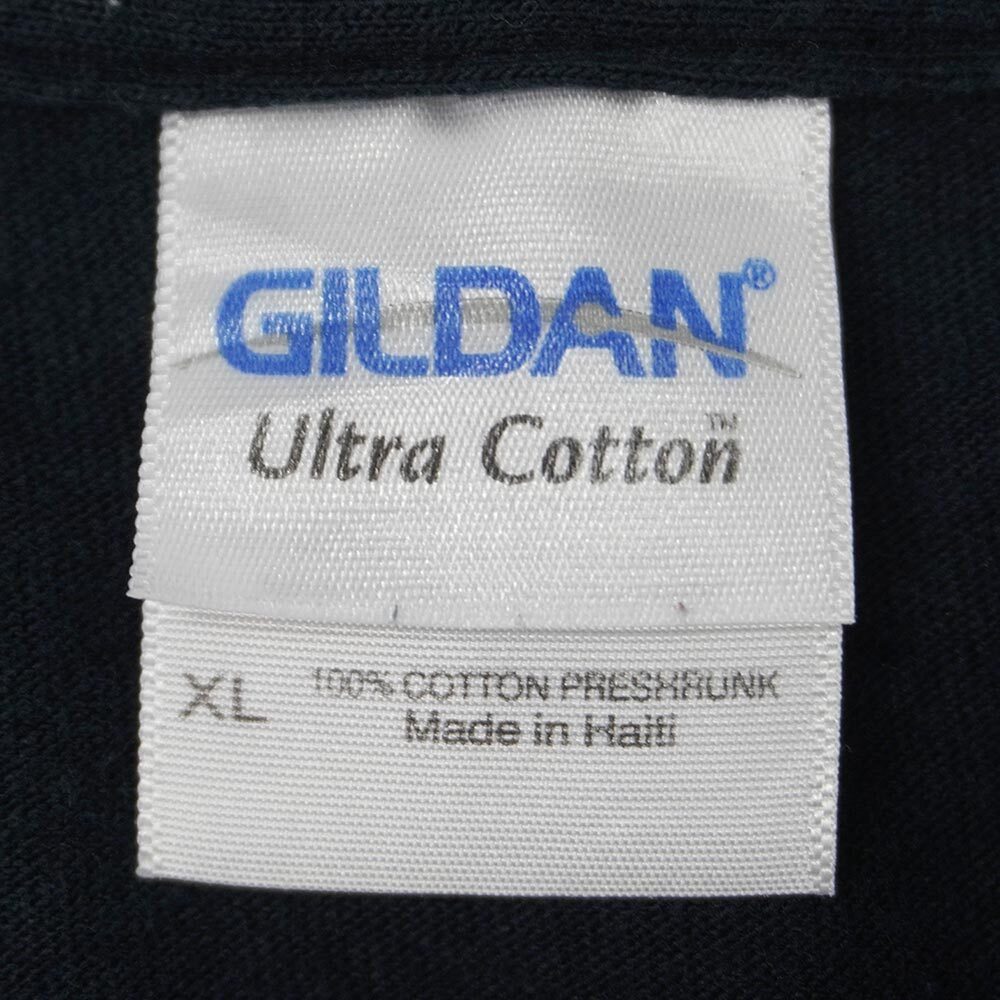 GILDAN®
Ultra Cotton™
XL
100% COTTON PRESHRUNK
Made in Haiti